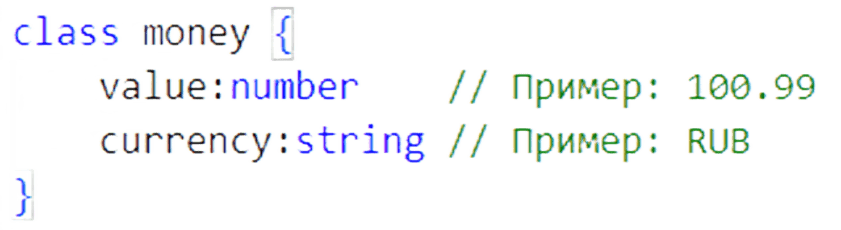 class money {
    value:number    // Пример: 100.99
    currency:string // Пример: RUB
}